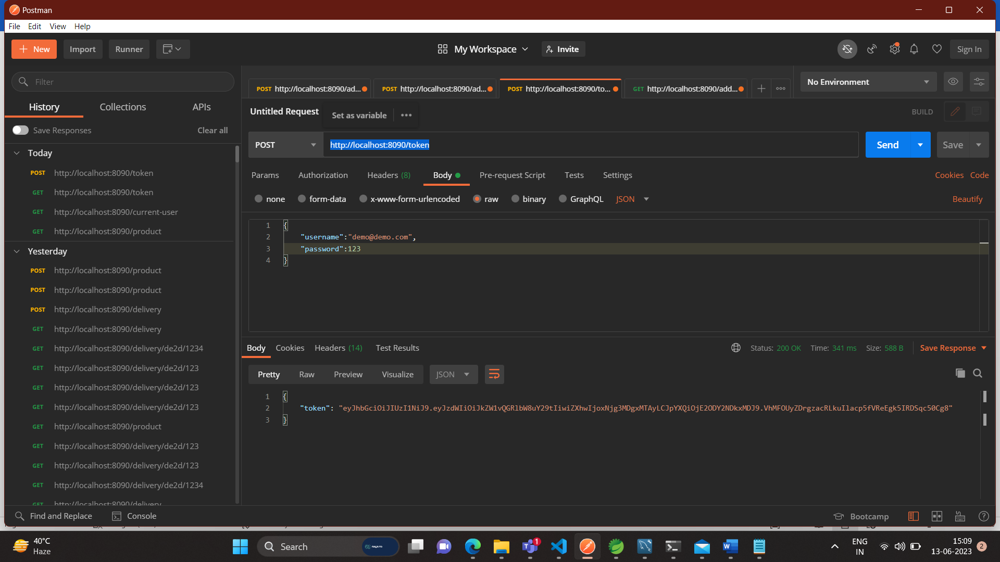 Postman
File Edit View Help
New Import Runner My Workspace Invite Sign In
Filter
History Collections APIs
Save Responses Clear all
Today
POST http://localhost:8090/token
GET http://localhost:8090/token
GET http://localhost:8090/current-user
GET http://localhost:8090/product
Yesterday
POST http://localhost:8090/product
POST http://localhost:8090/product
POST http://localhost:8090/delivery
GET http://localhost:8090/delivery
GET http://localhost:8090/delivery/de2d/1234
GET http://localhost:8090/delivery/de2d/123
GET http://localhost:8090/delivery/de2d/123
GET http://localhost:8090/delivery/de2d/123
GET http://localhost:8090/product
GET http://localhost:8090/delivery/de2d/123
GET http://localhost:8090/delivery/de2d/123
GET http://localhost:8090/delivery/de2d/1234
GET http://localhost:8090/delivery
POST http://localhost:8090/ad... POST http://localhost:8090/ad... POST http://localhost:8090/to... GET http://localhost:8090/add... No Environment
Untitled Request Set as variable BUILD
POST http://localhost:8090/token Send Save
Params Authorization Headers (8) Body Pre-request Script Tests Settings Cookies Code
none form-data x-www-form-urlencoded raw binary GraphQL JSON Beautify
1 {
2 "username":"demo@demo.com",
3 "password":123
4 }
Body Cookies Headers (14) Test Results Status: 200 OK Time: 341 ms Size: 588 B Save Response
Pretty Raw Preview Visualize JSON
1 {
2 "token": "eyJhbGciOiJIUzI1NiJ9.eyJzdWIiOiJkZW1vQGRlbW8uY29tIiwiZXhwIjoxNjg3MDgxMTAyLCJpYXQiOjE2ODY2NDkxMDJ9.VhMFOUyZDrgzacRLkuIlacp5fVReEgk5IRDSqc50Cg8"
3 }
Find and Replace Console Bootcamp
40°C
Haze
Search nagarro
1
ENG
IN
15:09
13-06-2023
2